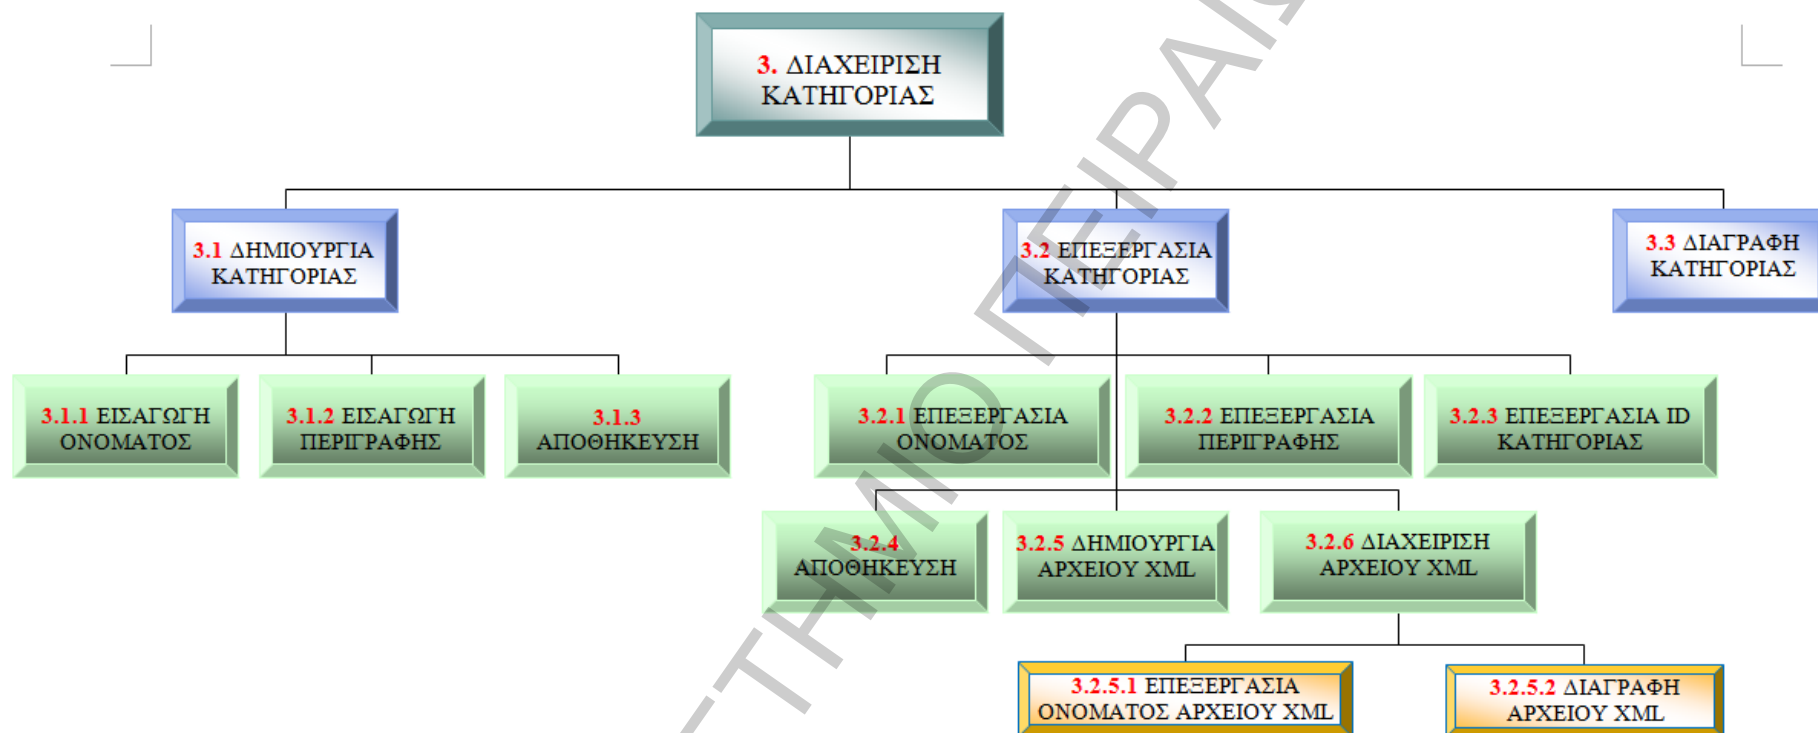 3. ΔΙΑΧΕΙΡΙΣΗ
ΚΑΤΗΓΟΡΙΑΣ
3.1 ΔΗΜΙΟΥΡΓΙΑ
ΚΑΤΗΓΟΡΙΑΣ
3.2 ΕΠΕΞΕΡΓΑΣΙΑ
ΚΑΤΗΓΟΡΙΑΣ
3.3 ΔΙΑΓΡΑΦΗ
ΚΑΤΗΓΟΡΙΑΣ
3.1.1 ΕΙΣΑΓΩΓΗ
ΟΝΟΜΑΤΟΣ
3.1.2 ΕΙΣΑΓΩΓΗ
ΠΕΡΙΓΡΑΦΗΣ
3.1.3
ΑΠΟΘΗΚΕΥΣΗ
3.2.1 ΕΠΕΞΕΡΓΑΣΙΑ
ΟΝΟΜΑΤΟΣ
3.2.2 ΕΠΕΞΕΡΓΑΣΙΑ
ΠΕΡΙΓΡΑΦΗΣ
3.2.3 ΕΠΕΞΕΡΓΑΣΙΑ ID
ΚΑΤΗΓΟΡΙΑΣ
3.2.4
ΑΠΟΘΗΚΕΥΣΗ
3.2.5 ΔΗΜΙΟΥΡΓΙΑ
ΑΡΧΕΙΟΥ XML
3.2.6 ΔΙΑΧΕΙΡΙΣΗ
ΑΡΧΕΙΟΥ XML
3.2.5.1 ΕΠΕΞΕΡΓΑΣΙΑ
ΟΝΟΜΑΤΟΣ ΑΡΧΕΙΟΥ XML
3.2.5.2 ΔΙΑΓΡΑΦΗ
ΑΡΧΕΙΟΥ XML